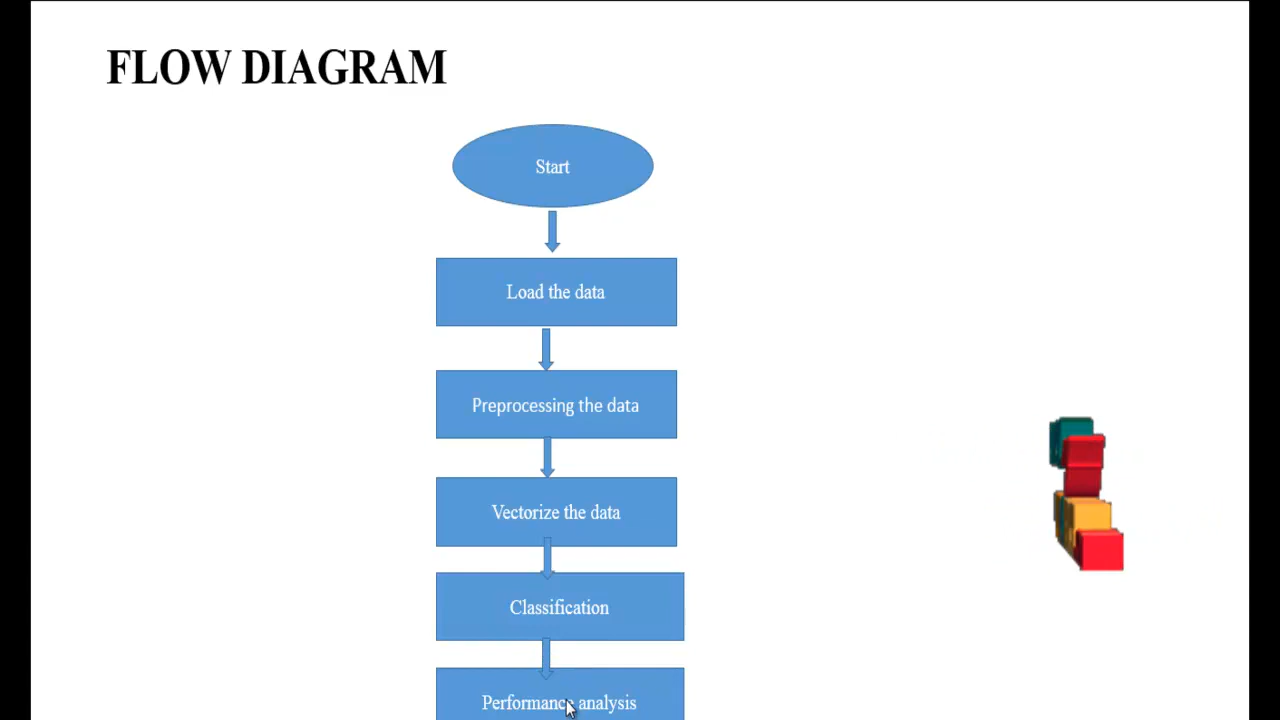 FLOW DIAGRAM
Start
Load the data
Preprocessing the data
Vectorize the data
Classification
Performance analysis